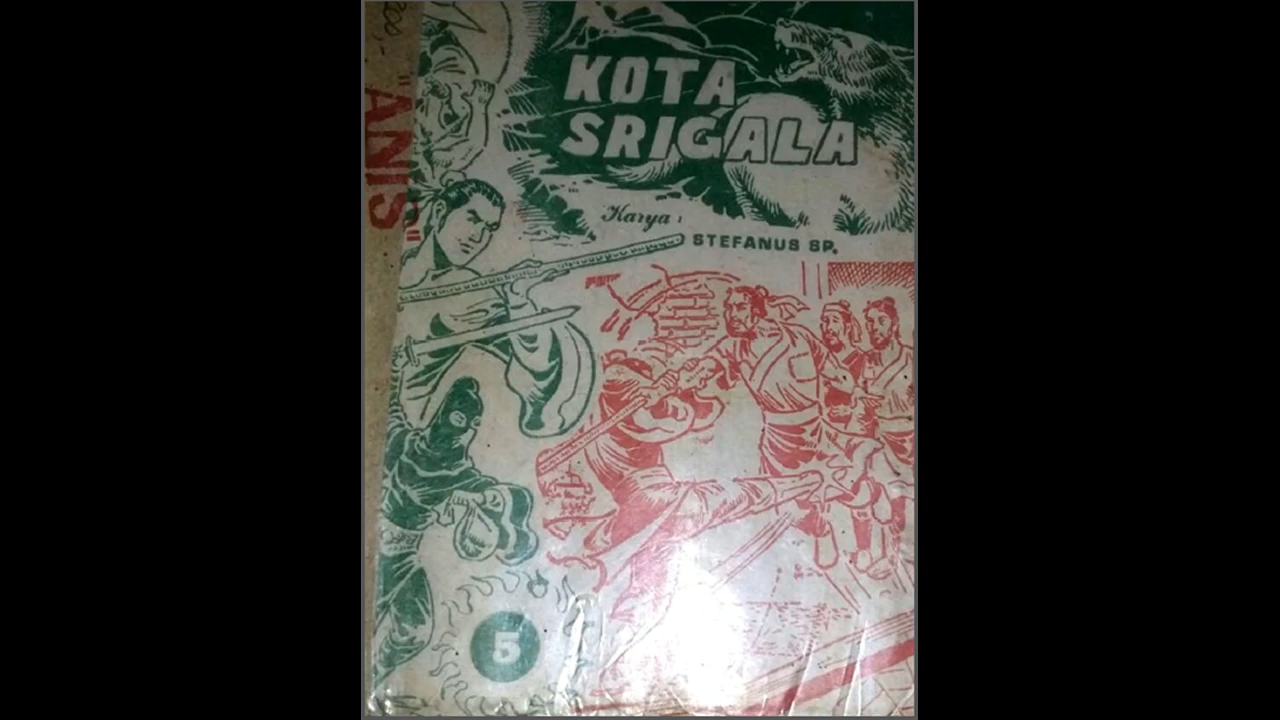 KOTA
SRIGALA
Karya :
STEFANUS SP.
"ANIS"
5